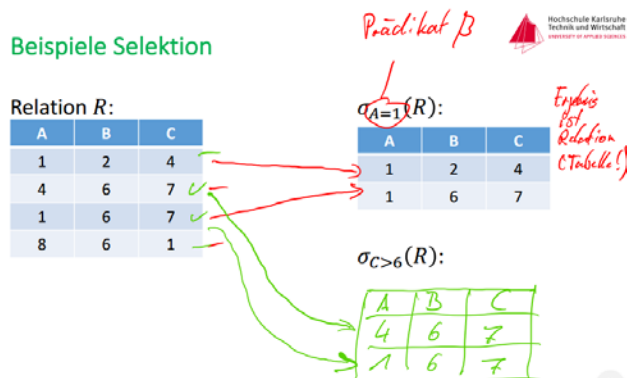 Prädikat β
Hochschule Karlsruhe
Technik und Wirtschaft
UNIVERSITY OF APPLIED SCIENCES
Beispiele Selektion
Relation R:
A B C
1 2 4
4 6 7
1 6 7
8 6 1
σA=1(R):
A B C
1 2 4
1 6 7
Ergebnis
ist
Relation
(Tabelle!)
σC>6(R):
A B C
4 6 7
1 6 7